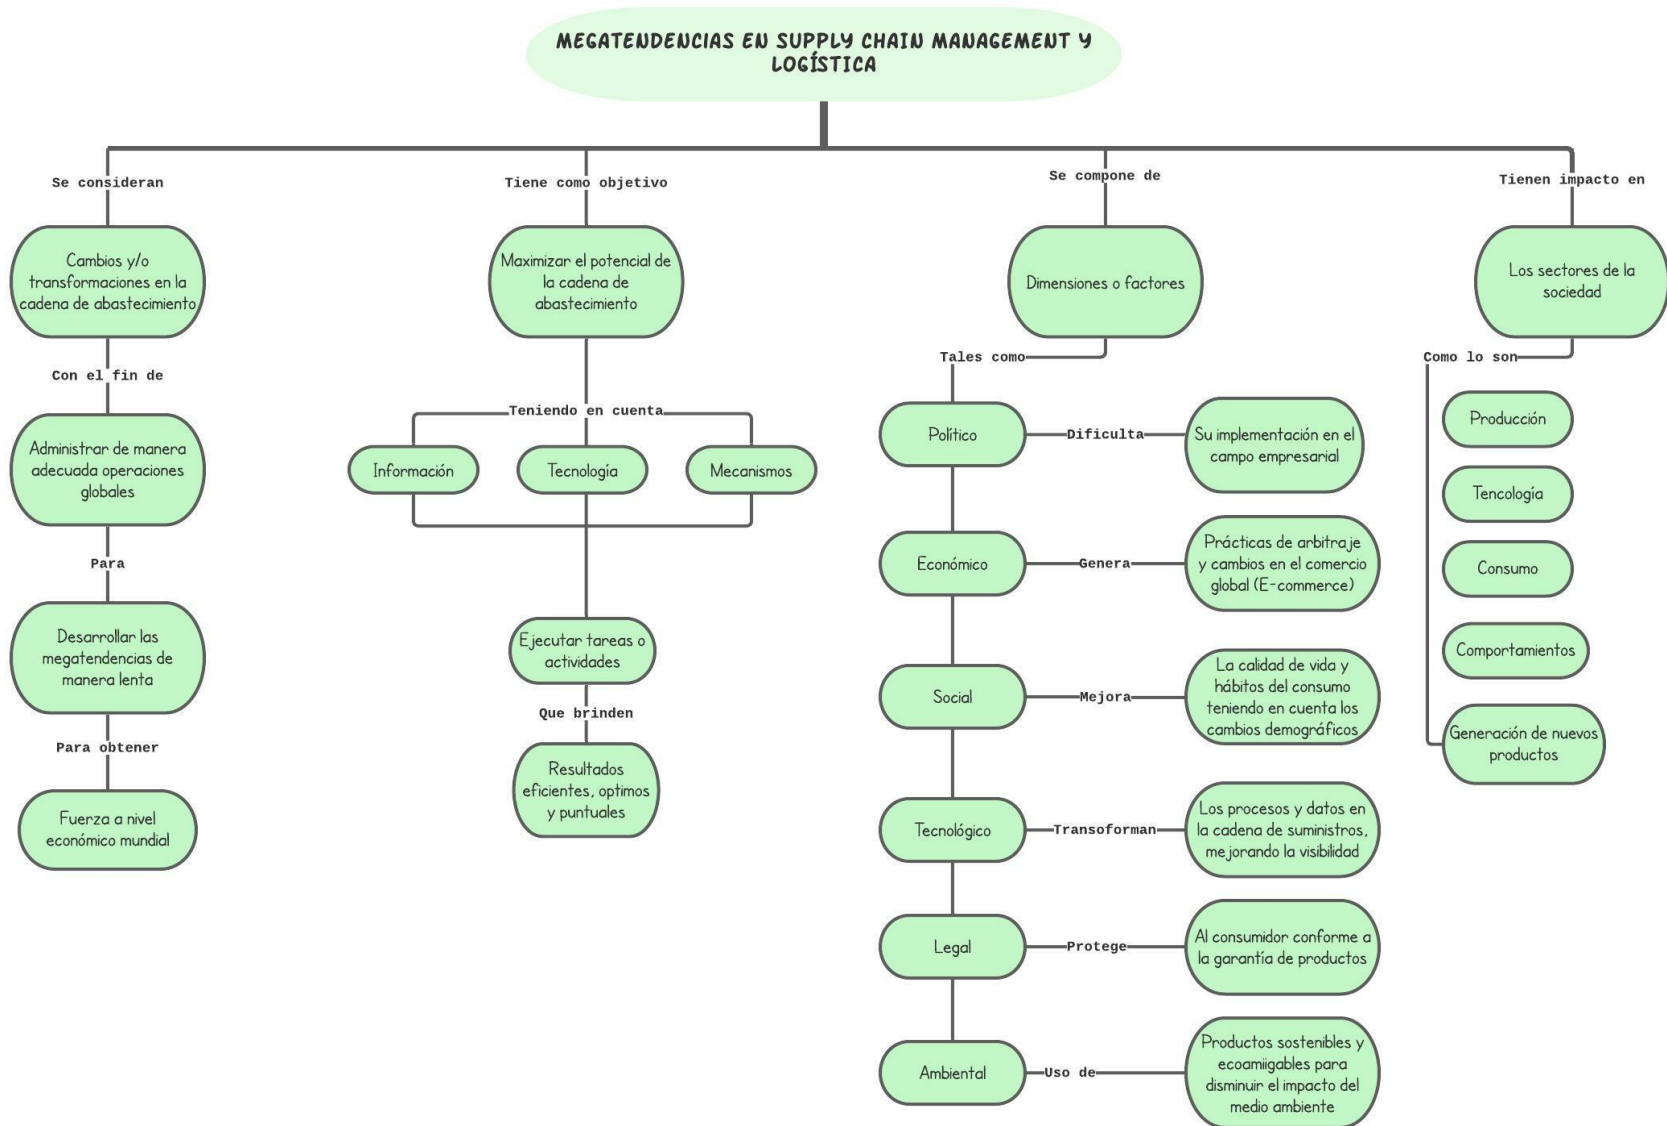 MEGATENDENCIAS EN SUPPLY CHAIN MANAGEMENT Y
LOGÍSTICA
Se consideran
Cambios y/o
transformaciones en la
cadena de abastecimiento
Con el fin de
Administrar de manera
adecuada operaciones
globales
Para
Desarrollar las
megatendencias de
manera lenta
Para obtener
Fuerza a nivel
económico mundial
Tiene como objetivo
Maximizar el potencial de
la cadena de
abastecimiento
Teniendo en cuenta
Información
Tecnología
Mecanismos
Ejecutar tareas o
actividades
Que brinden
Resultados
eficientes, optimos
y puntuales
Se compone de
Dimensiones o factores
Tales como
Político
Dificulta
Su implementación en el
campo empresarial
Económico
Genera
Prácticas de arbitraje
y cambios en el comercio
global (E-commerce)
Social
Mejora
La calidad de vida y
hábitos del consumo
teniendo en cuenta los
cambios demográficos
Tecnológico
Transoforman
Los procesos y datos en
la cadena de suministros,
mejorando la visibilidad
Legal
Protege
Al consumidor conforme a
la garantía de productos
Ambiental
Uso de
Productos sostenibles y
ecoamiigables para
disminuir el impacto del
medio ambiente
Tienen impacto en
Los sectores de la
sociedad
Como lo son
Producción
Tencología
Consumo
Comportamientos
Generación de nuevos
productos